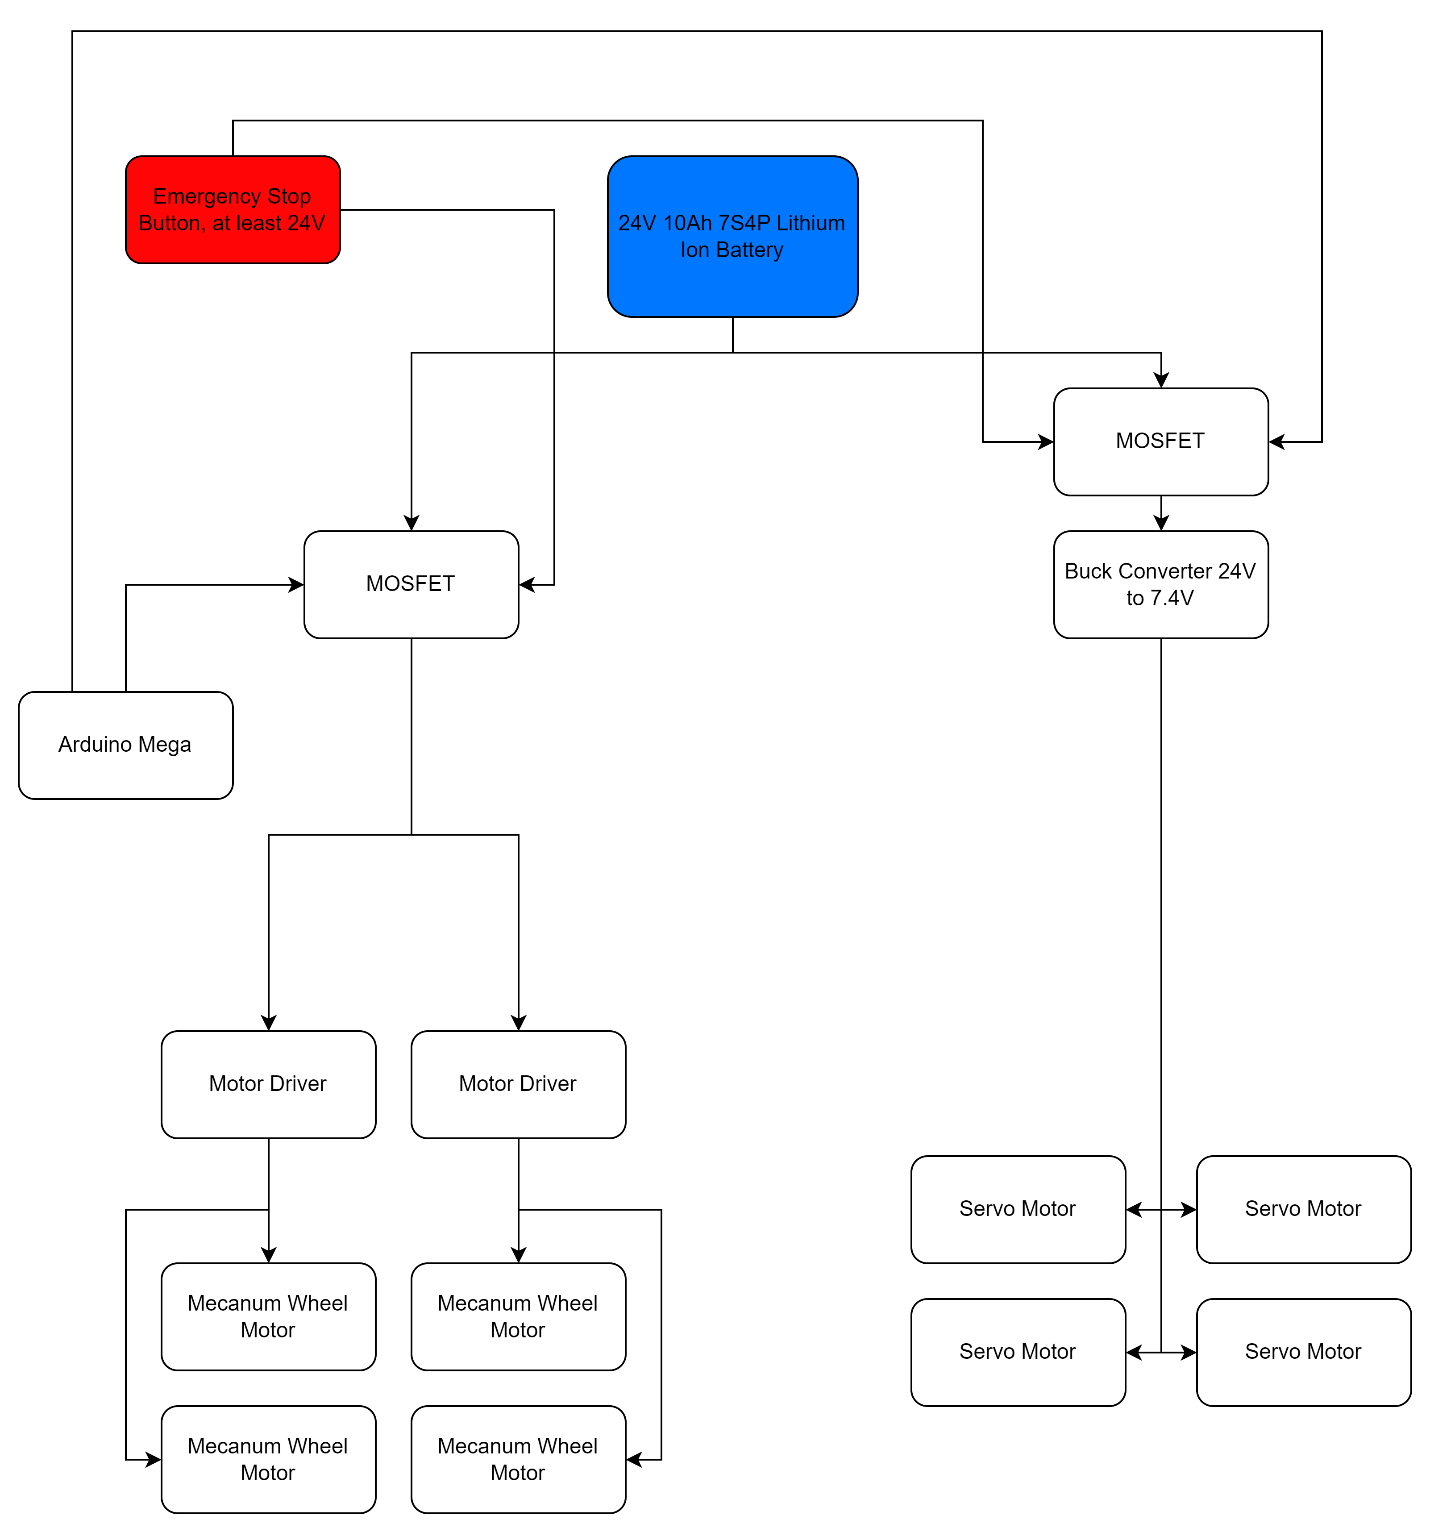 Emergency Stop
Button, at least 24V
24V 10Ah 7S4P Lithium
Ion Battery
MOSFET
MOSFET
Buck Converter 24V
to 7.4V
Arduino Mega
Motor Driver
Motor Driver
Servo Motor
Servo Motor
Mecanum Wheel
Motor
Mecanum Wheel
Motor
Servo Motor
Servo Motor
Mecanum Wheel
Motor
Mecanum Wheel
Motor